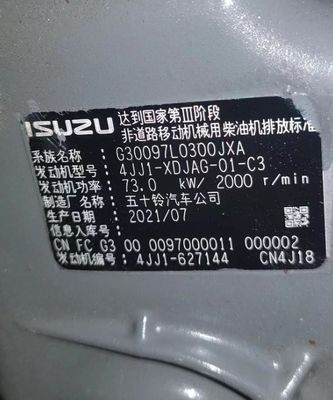 ISUZU
达到国家第Ⅲ阶段
非道路移动机械用柴油机排放标准
系族名称: G30097L0300JXA
发动机型号: 4JJ1-XDJAG-01-C3
发动机功率: 73.0 kW/ 2000 r/min
制造厂名称: 五十铃汽车公司
生产日期: 2021/07
信息入库号:
CN FC G3 00 0097000011 000002
发动机编号: 4JJ1-627144 CN4J18